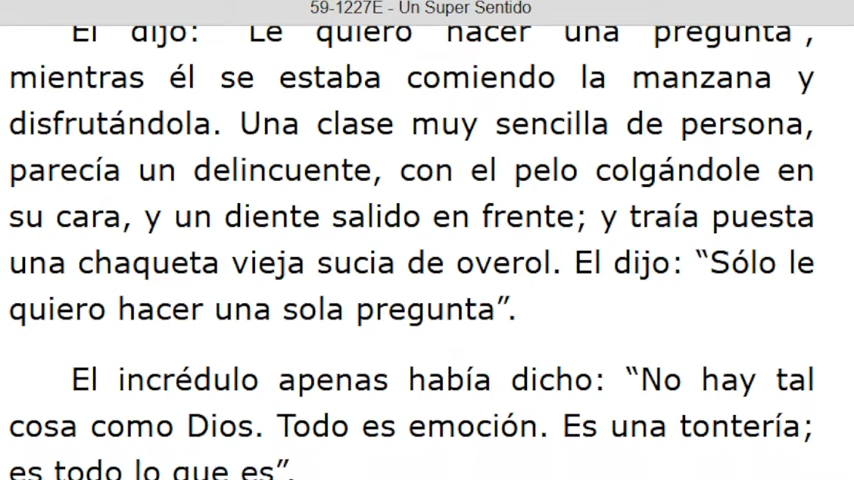 59-1227E - Un Super Sentido
El dijo: "Le quiero hacer una pregunta",
mientras él se estaba comiendo la manzana y
disfrutándola. Una clase muy sencilla de persona,
parecía un delincuente, con el pelo colgándole en
su cara, y un diente salido en frente; y traía puesta
una chaqueta vieja sucia de overol. El dijo: “Sólo le
quiero hacer una sola pregunta”.
El incrédulo apenas había dicho: “No hay tal
cosa como Dios. Todo es emoción. Es una tontería;
es todo lo que es”.